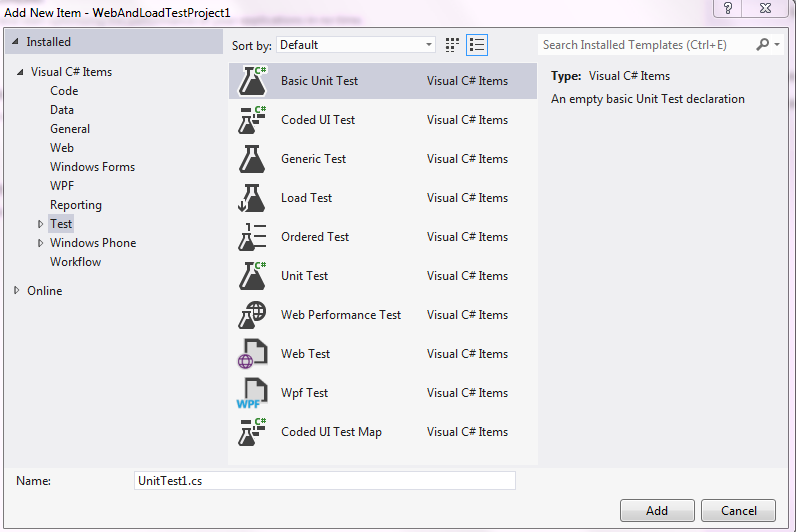 Add New Item - WebAndLoadTestProject1
Installed
Sort by: Default
Search Installed Templates (Ctrl+E)
Visual C# Items
Code
Data
General
Web
Windows Forms
WPF
Reporting
Test
Windows Phone
Workflow
Online
C# Basic Unit Test Visual C# Items
C# Coded UI Test Visual C# Items
Generic Test Visual C# Items
Load Test Visual C# Items
Ordered Test Visual C# Items
C# Unit Test Visual C# Items
Web Performance Test Visual C# Items
Web Test Visual C# Items
WPF Wpf Test Visual C# Items
C# Coded UI Test Map Visual C# Items
Type: Visual C# Items
An empty basic Unit Test declaration
Name: UnitTest1.cs
Add Cancel